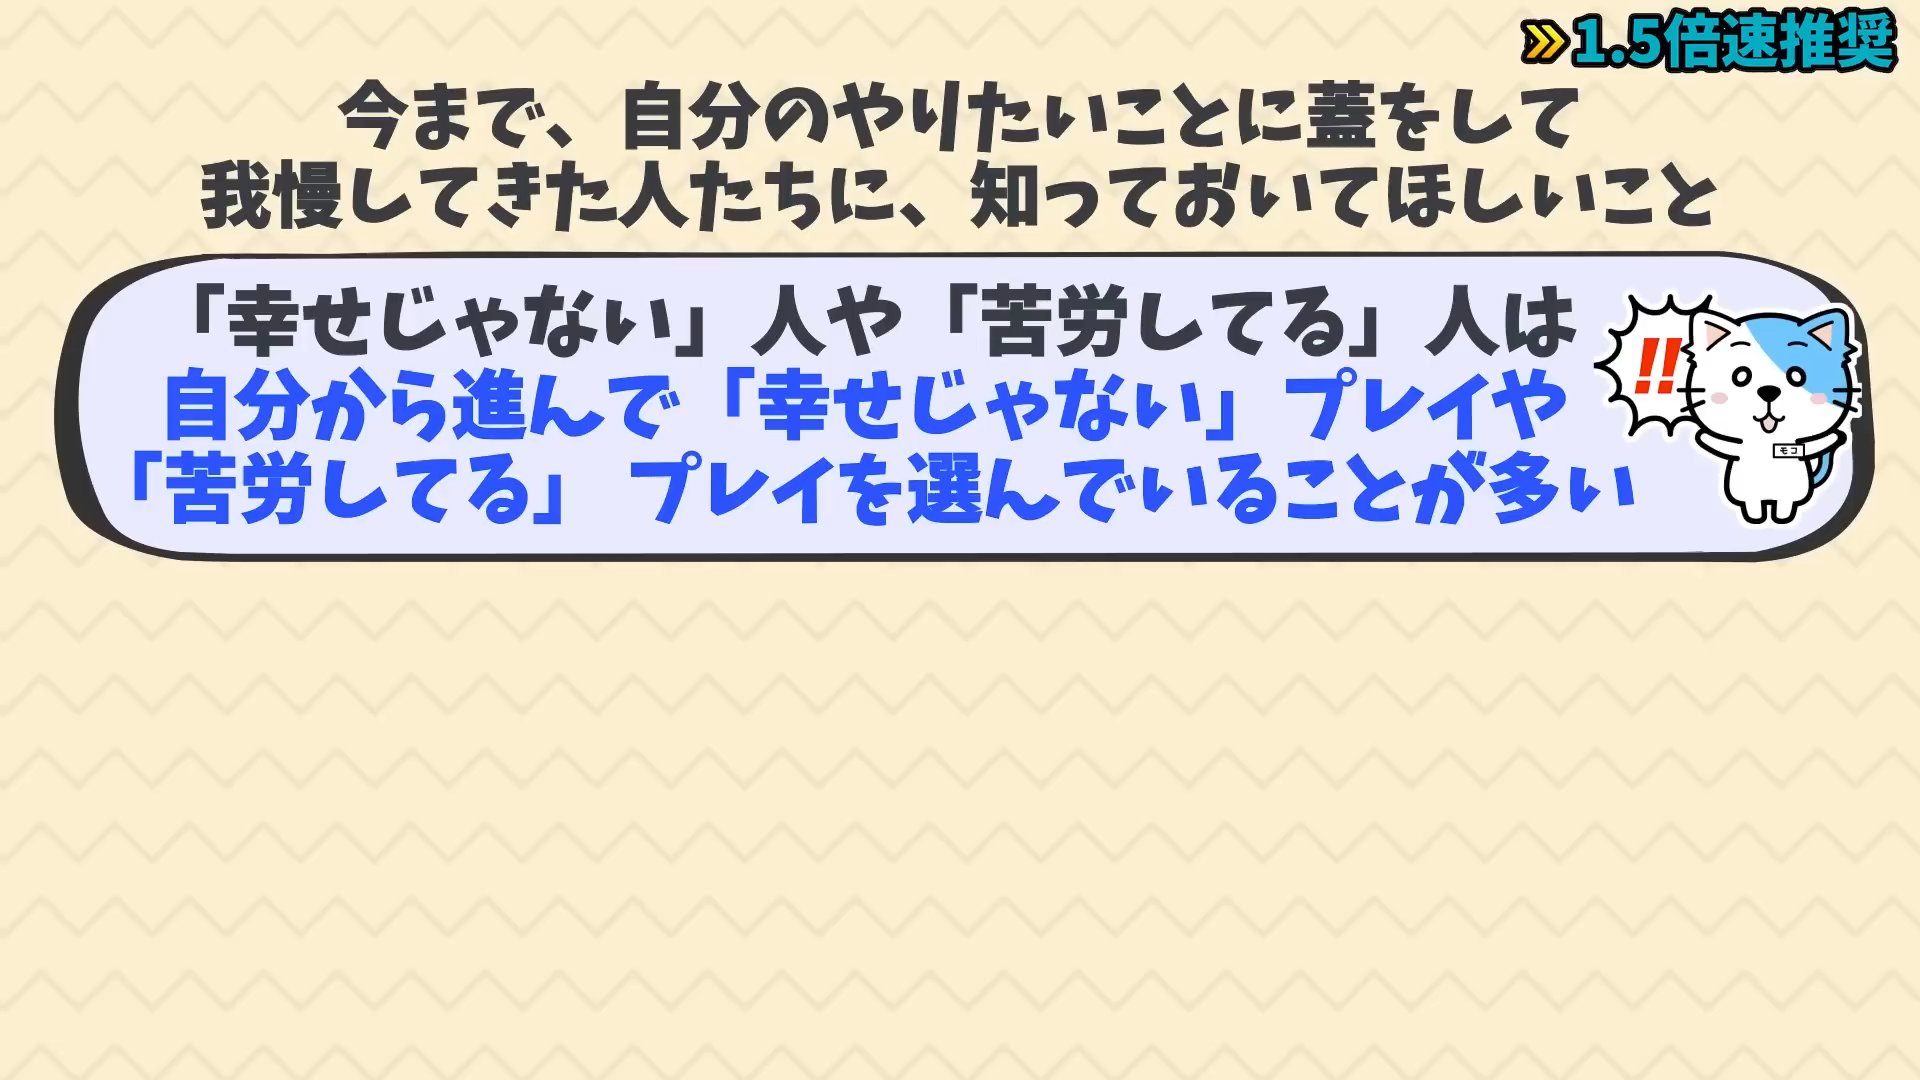 1.5倍速推奨
今まで、自分のやりたいことに蓋をして
我慢してきた人たちに、知っておいてほしいこと
「幸せじゃない」人や「苦労してる」人は
自分から進んで「幸せじゃない」プレイや
「苦労してる」 プレイを選んでいることが多い
!!
モコ